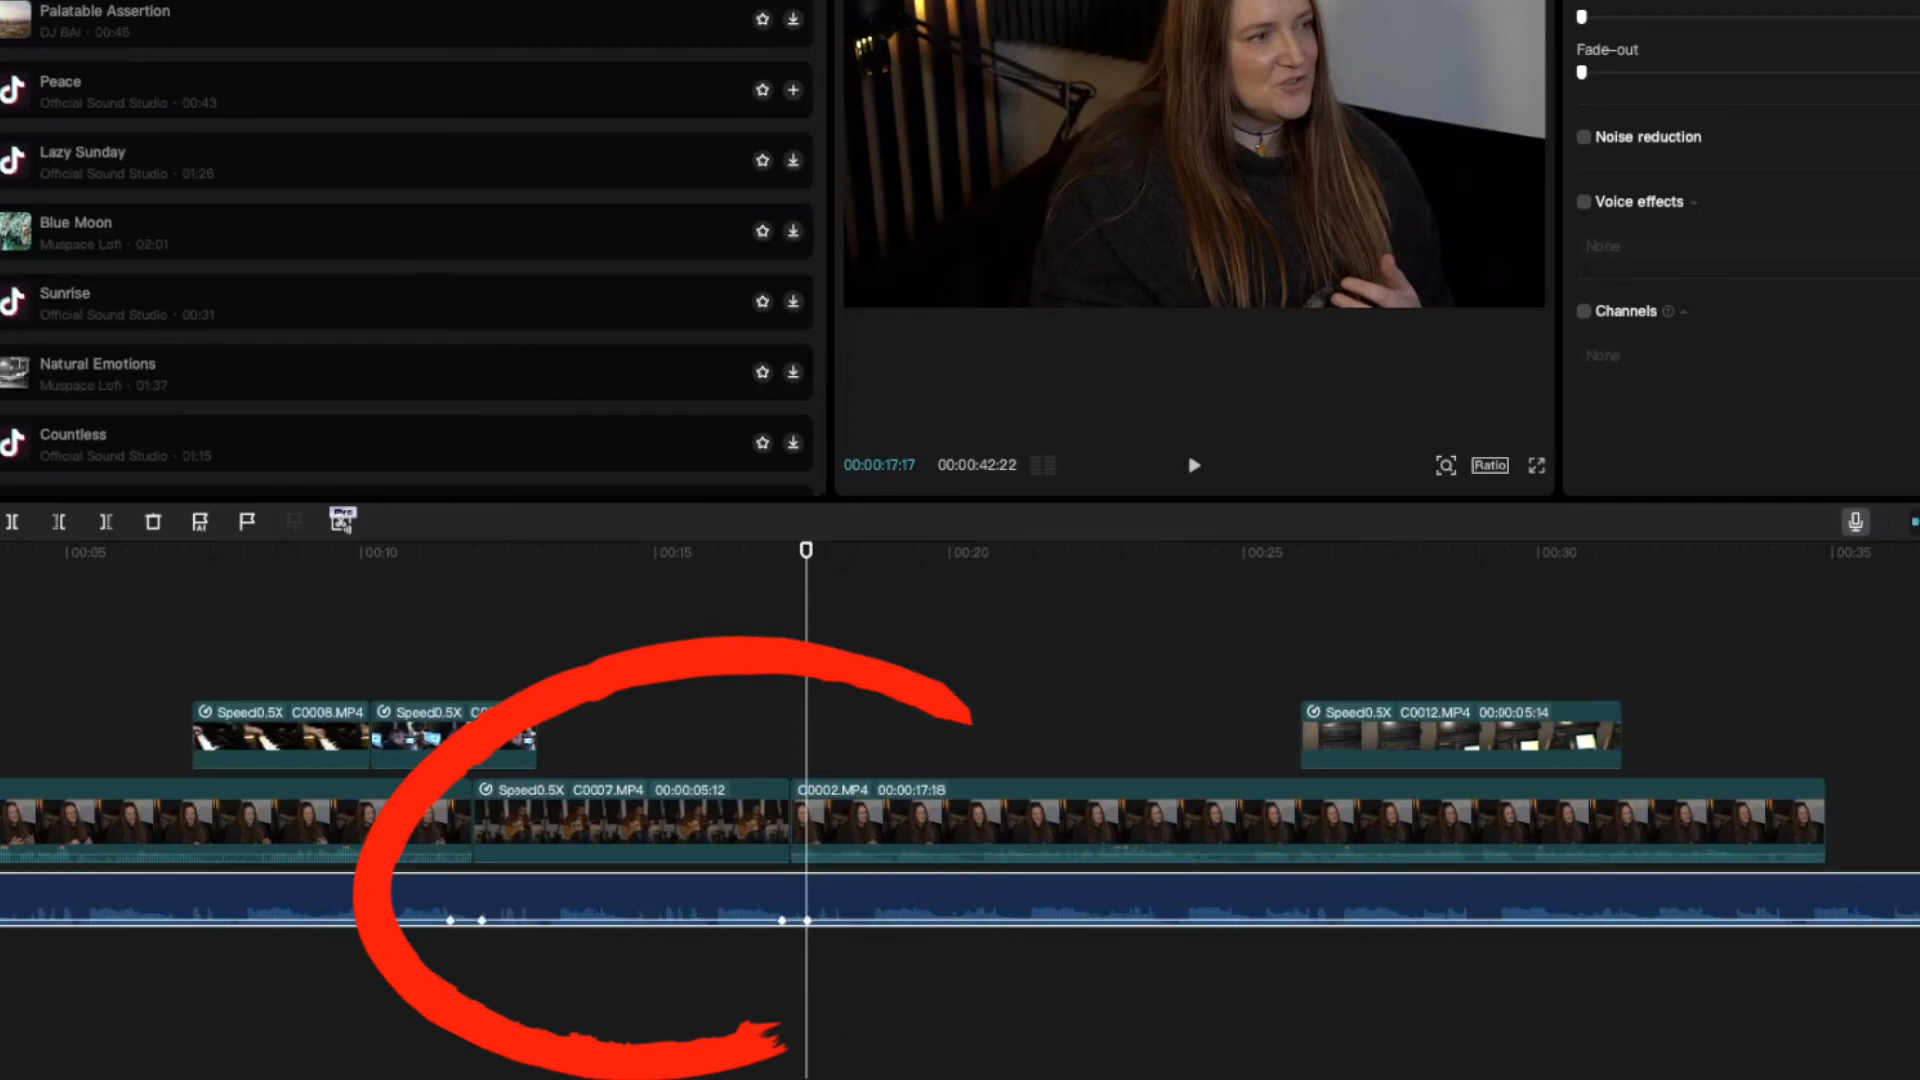 Palatable Assertion
DJ BAI · 00:45
Peace
Official Sound Studio · 00:43
Lazy Sunday
Official Sound Studio · 01:26
Blue Moon
Muspace Lofi · 02:01
Sunrise
Official Sound Studio · 00:31
Natural Emotions
Muspace Lofi · 01:37
Countless
Official Sound Studio · 01:15
00:00:17:17 00:00:42:22
Ratio
Fade-out
Noise reduction
Voice effects
None
Channels
None
Pro
00:05 00:10 00:15 00:20 00:25 00:30 00:35
Speed0.5X C0008.MP4 Speed0.5X Speed0.5X C0012.MP4 00:00:05:14
Speed0.5X C0007.MP4 00:00:05:12 C0002.MP4 00:00:17:18